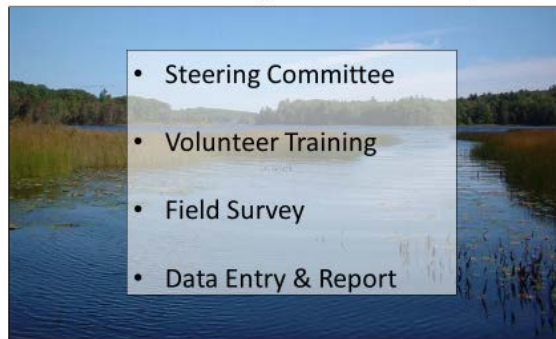 • Steering Committee
• Volunteer Training
• Field Survey
• Data Entry & Report